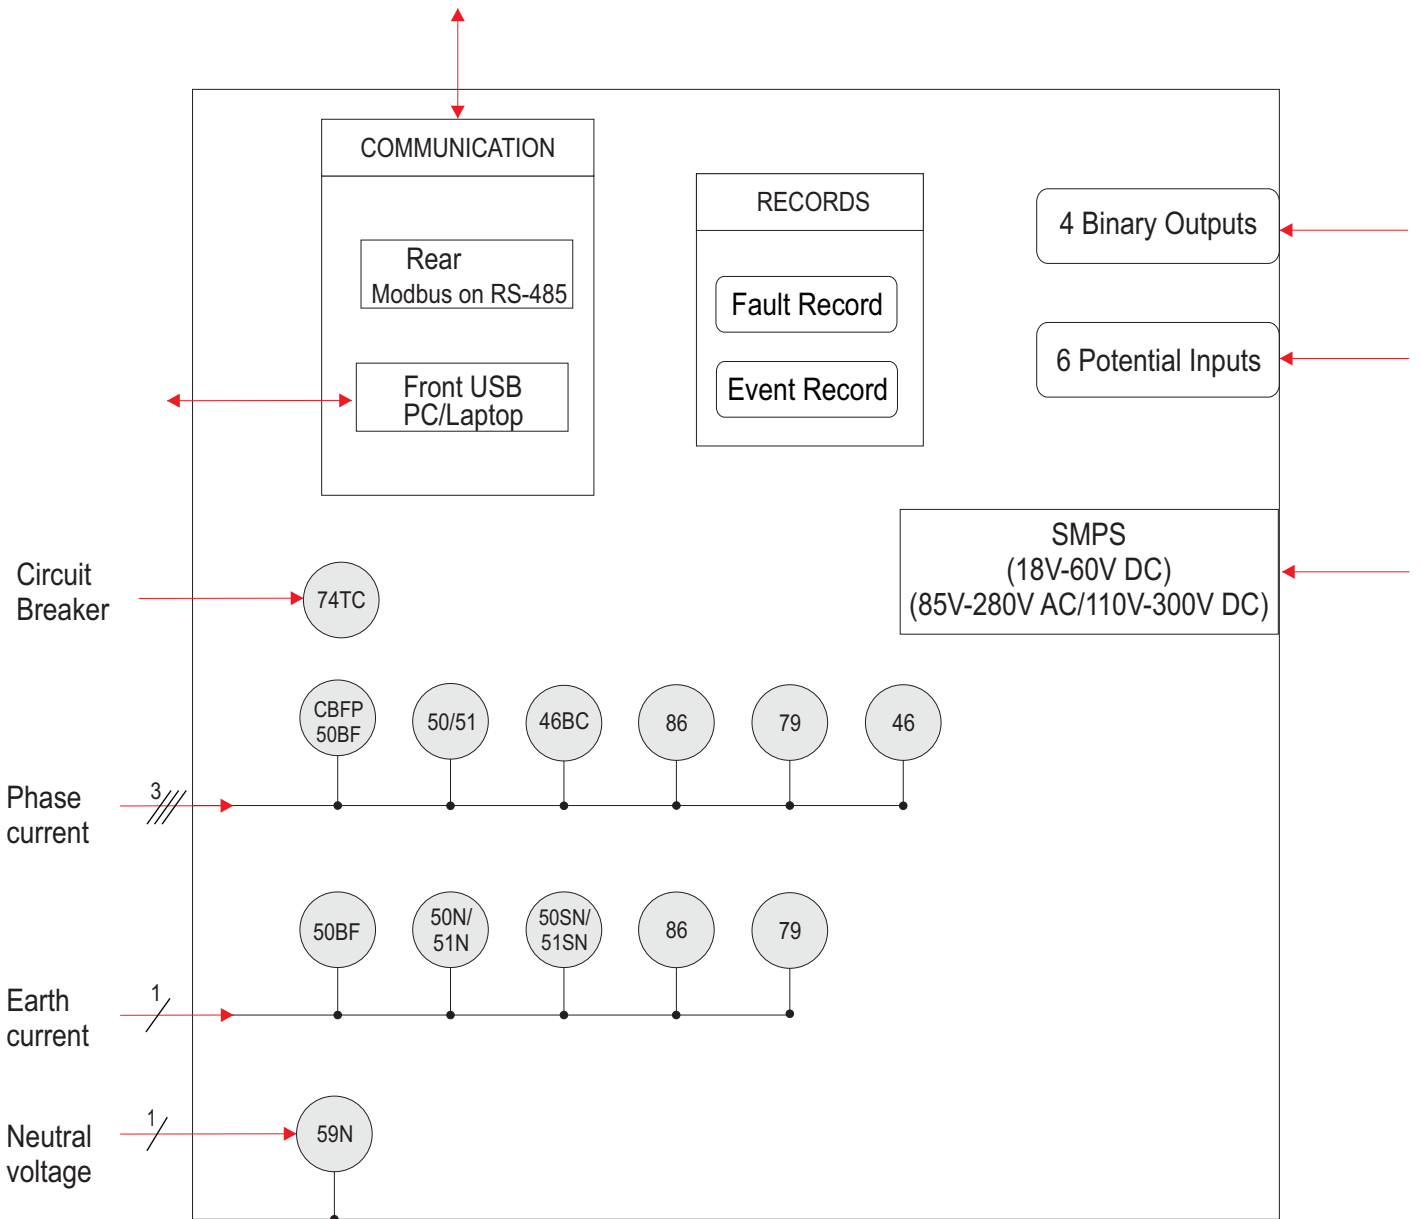 COMMUNICATION
Rear
Modbus on RS-485
Front USB
PC/Laptop
RECORDS
Fault Record
Event Record
4 Binary Outputs
6 Potential Inputs
SMPS
(18V-60V DC)
(85V-280V AC/110V-300V DC)
Circuit
Breaker
74TC
CBFP
50BF
50/51
46BC
86
79
46
Phase
current
3
50BF
50N/
51N
50SN/
51SN
86
79
Earth
current
1
Neutral
voltage
1
59N